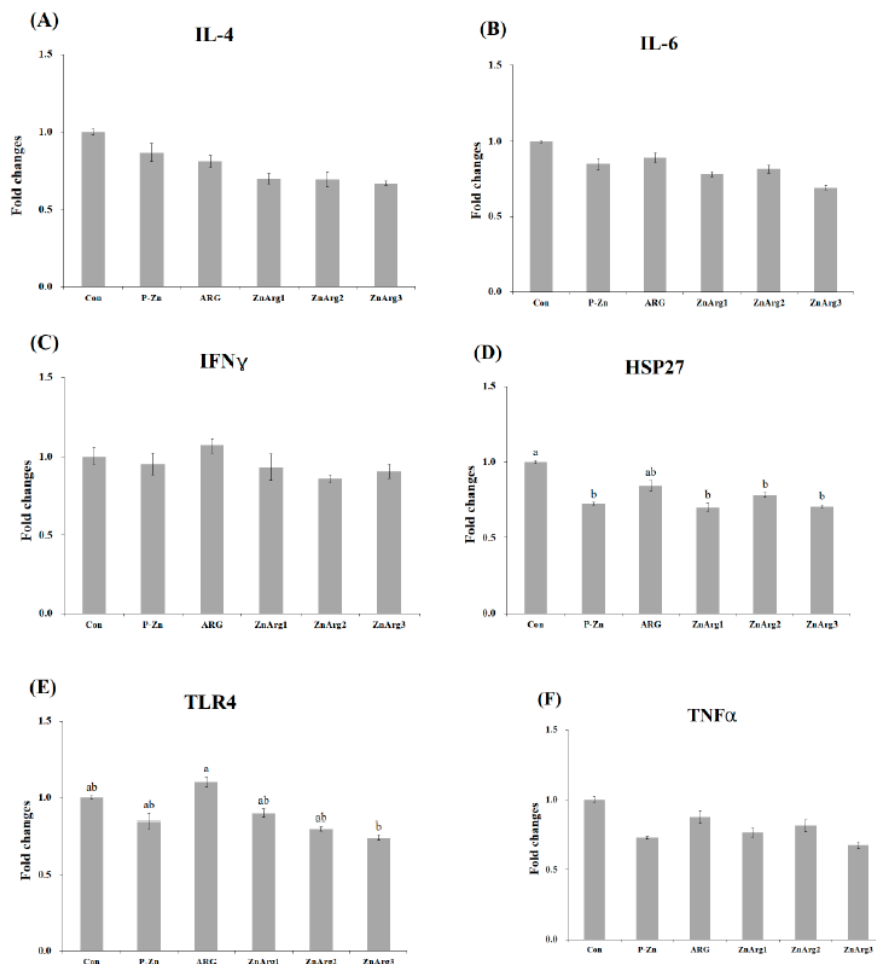 (A)
IL-4
Fold changes
1.5
1.0
0.5
0.0
Con P-Zn ARG ZnArg1 ZnArg2 ZnArg3
(B)
IL-6
Fold changes
1.5
1.0
0.5
0.0
Con P-Zn ARG ZnArg1 ZnArg2 ZnArg3
(C)
IFNɣ
Fold changes
1.5
1.0
0.5
0.0
Con P-Zn ARG ZnArg1 ZnArg2 ZnArg3
(D)
HSP27
Fold changes
1.5
1.0
0.5
0.0
a b ab b b b
Con P-Zn ARG ZnArg1 ZnArg2 ZnArg3
(E)
TLR4
Fold changes
1.5
1.0
0.5
0.0
ab ab a ab ab b
Con P-Zn ARG ZnArg1 ZnArg2 ZnArg3
(F)
TNFα
Fold changes
1.5
1.0
0.5
0.0
Con P-Zn ARG ZnArg1 ZnArg2 ZnArg3